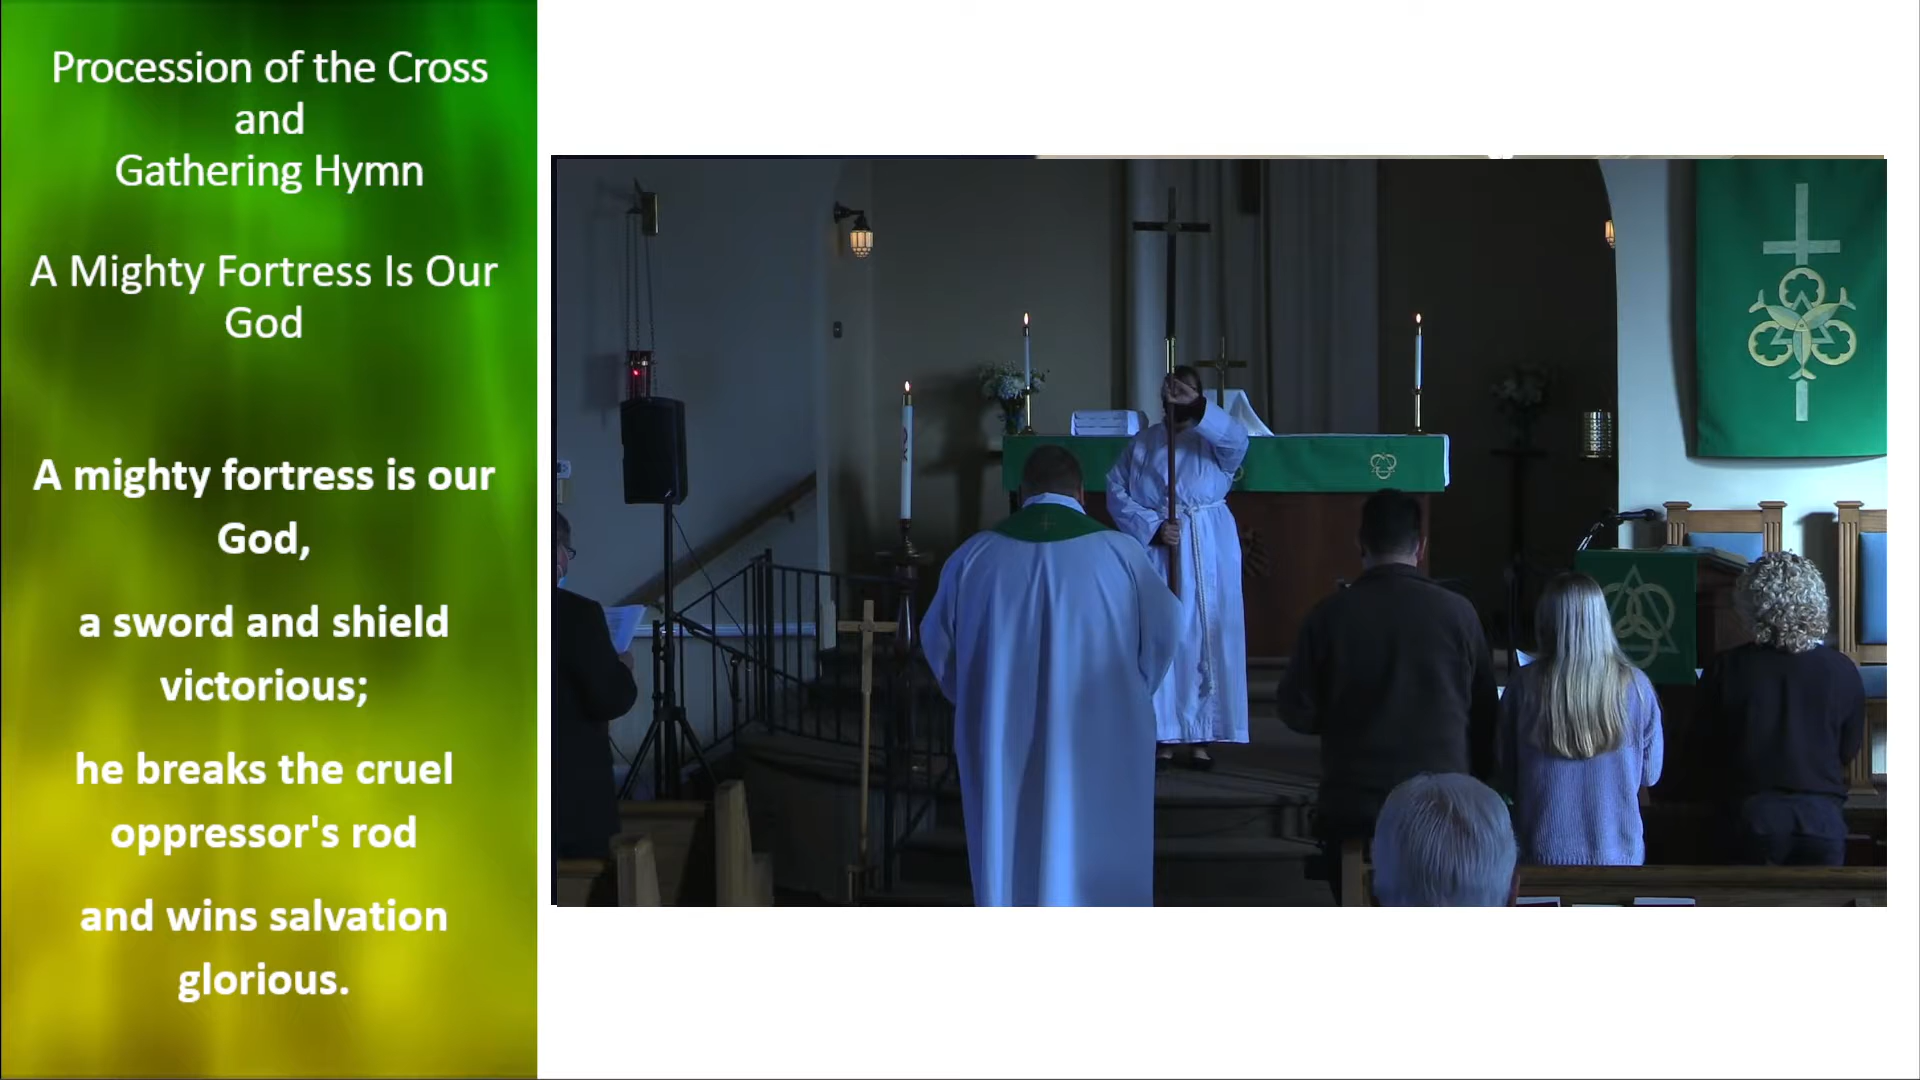 Procession of the Cross
and
Gathering Hymn
A Mighty Fortress Is Our
God
A mighty fortress is our
God,
a sword and shield
victorious;
he breaks the cruel
oppressor's rod
and wins salvation
glorious.